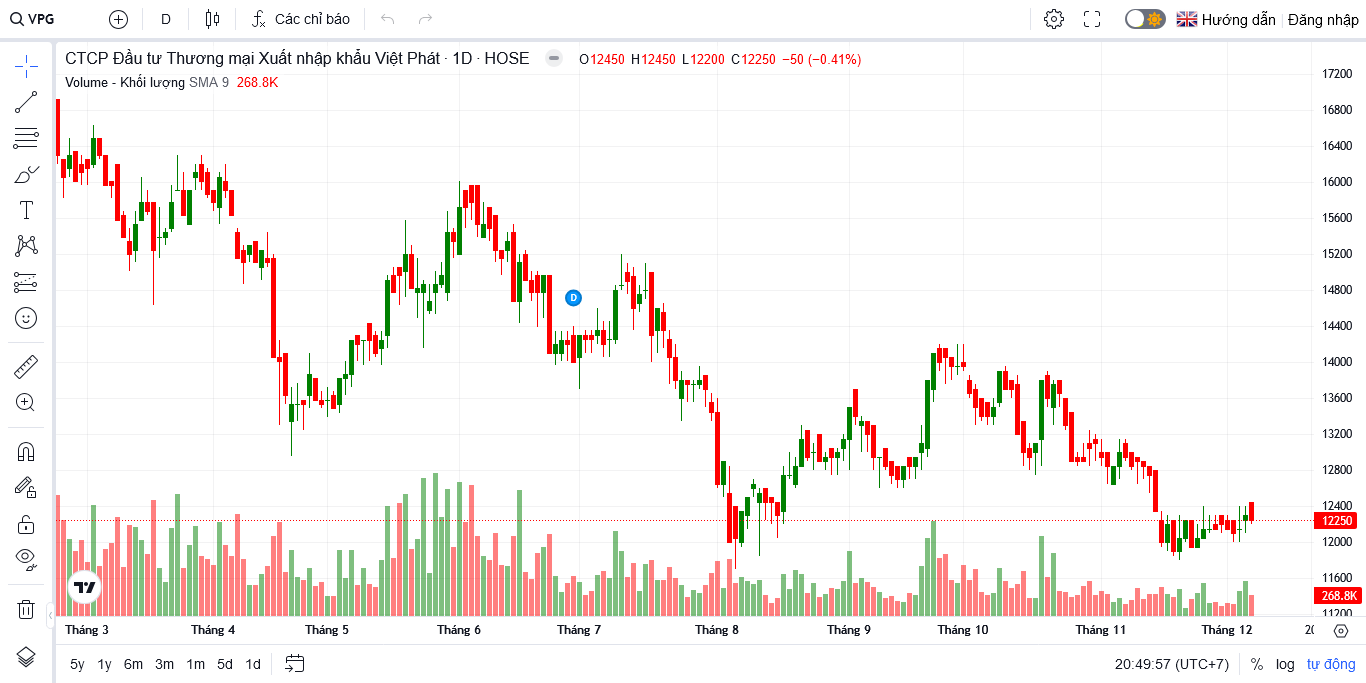 VPG D Các chỉ báo Hướng dẫn Đăng nhập
CTCP Đầu tư Thương mại Xuất nhập khẩu Việt Phát · 1D · HOSE O12450 H12450 L12200 C12250 −50 (−0.41%)
Volume - Khối lượng SMA 9 268.8K
17200
16800
16400
16000
15600
15200
14800
D
14400
14000
13600
13200
12800
12400
12250
12000
11600
268.8K
11200
Tháng 3 Tháng 4 Tháng 5 Tháng 6 Tháng 7 Tháng 8 Tháng 9 Tháng 10 Tháng 11 Tháng 12
5y 1y 6m 3m 1m 5d 1d 20:49:57 (UTC+7) % log tự động